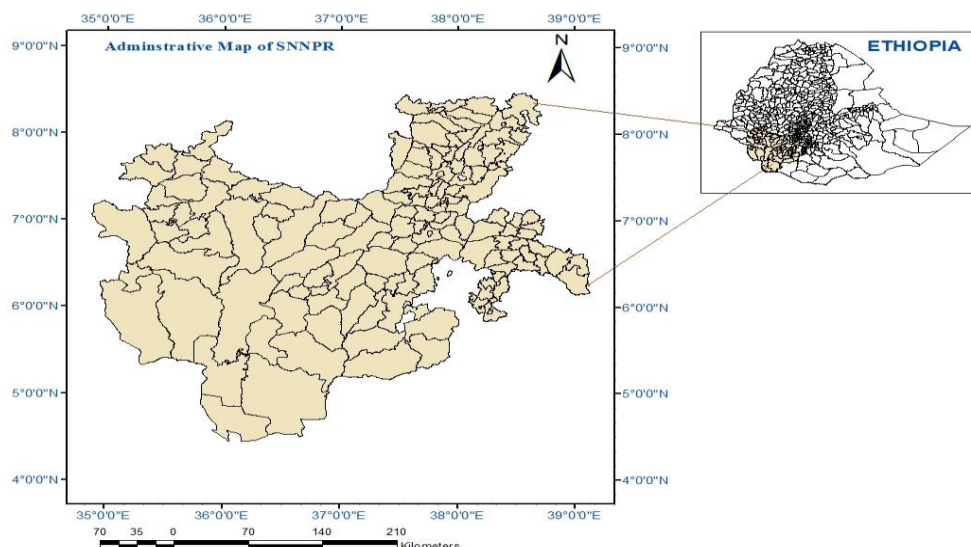 35°0'0"E 36°0'0"E 37°0'0"E 38°0'0"E 39°0'0"E
Adminstrative Map of SNNPR
N
ETHIOPIA
9°0'0"N 9°0'0"N
8°0'0"N 8°0'0"N
7°0'0"N 7°0'0"N
6°0'0"N 6°0'0"N
5°0'0"N 5°0'0"N
4°0'0"N 4°0'0"N
35°0'0"E 36°0'0"E 37°0'0"E 38°0'0"E 39°0'0"E
70 35 0 70 140 210
Kilometers